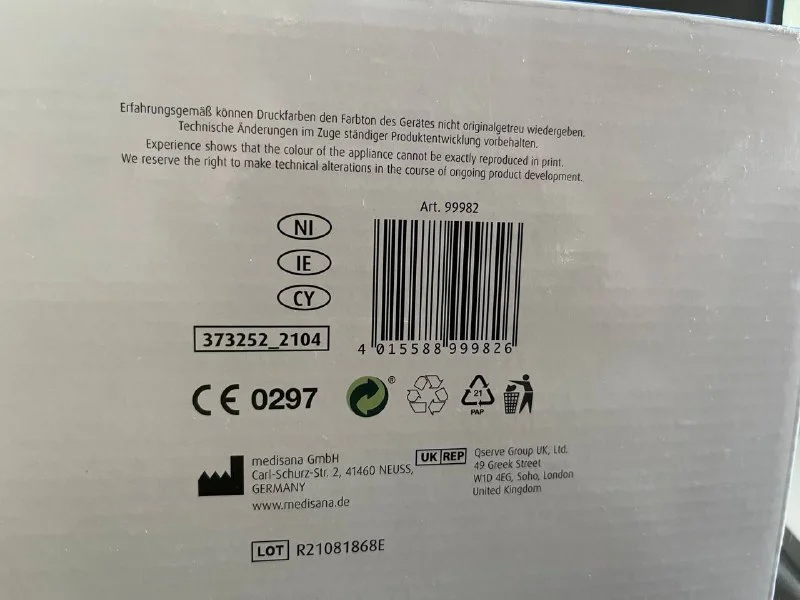 Erfahrungsgemäß können Druckfarben den Farbton des Gerätes nicht originalgetreu wiedergeben.
Technische Änderungen im Zuge ständiger Produktentwicklung vorbehalten.
Experience shows that the colour of the appliance cannot be exactly reproduced in print.
We reserve the right to make technical alterations in the course of ongoing product development.
Art. 99982
NI
IE
CY
373252_2104
4 015588 999826
CE 0297
®
21
PAP
medisana GmbH
Carl-Schurz-Str. 2, 41460 NEUSS,
GERMANY
www.medisana.de
UK REP
Qserve Group UK, Ltd.
49 Greek Street
W1D 4EG, Soho, London
United Kingdom
LOT R21081868E